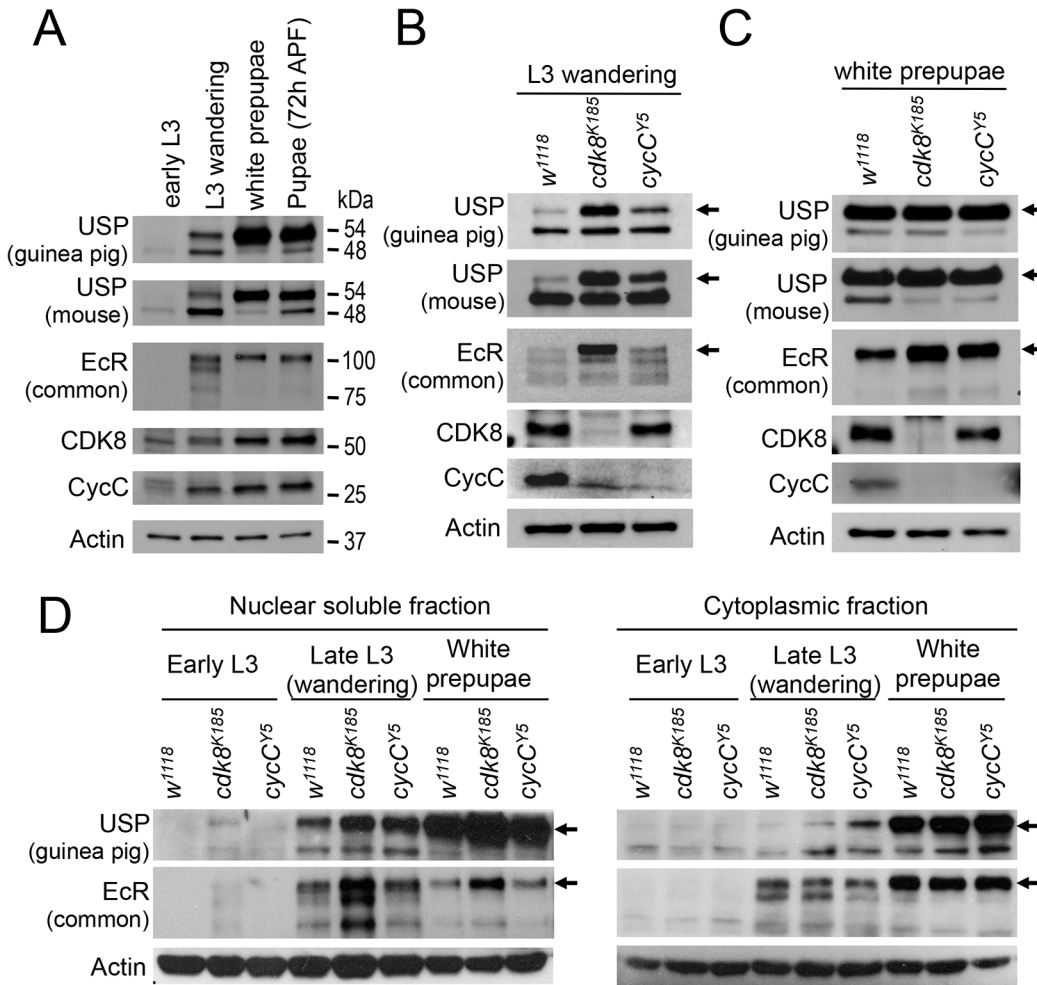 A
early L3
L3 wandering
white prepupae
Pupae (72h APF)
kDa
USP
(guinea pig)
54
48
USP
(mouse)
54
48
EcR
(common)
100
75
CDK8
50
CycC
25
Actin
37
B
L3 wandering
w1118
cdk8K185
cycCY5
USP
(guinea pig)
USP
(mouse)
EcR
(common)
CDK8
CycC
Actin
C
white prepupae
w1118
cdk8K185
cycCY5
USP
(guinea pig)
USP
(mouse)
EcR
(common)
CDK8
CycC
Actin
D
Nuclear soluble fraction
Early L3
Late L3
(wandering)
White
prepupae
w1118
cdk8K185
cycCY5
w1118
cdk8K185
cycCY5
w1118
cdk8K185
cycCY5
USP
(guinea pig)
EcR
(common)
Actin
Cytoplasmic fraction
Early L3
Late L3
(wandering)
White
prepupae
w1118
cdk8K185
cycCY5
w1118
cdk8K185
cycCY5
w1118
cdk8K185
cycCY5